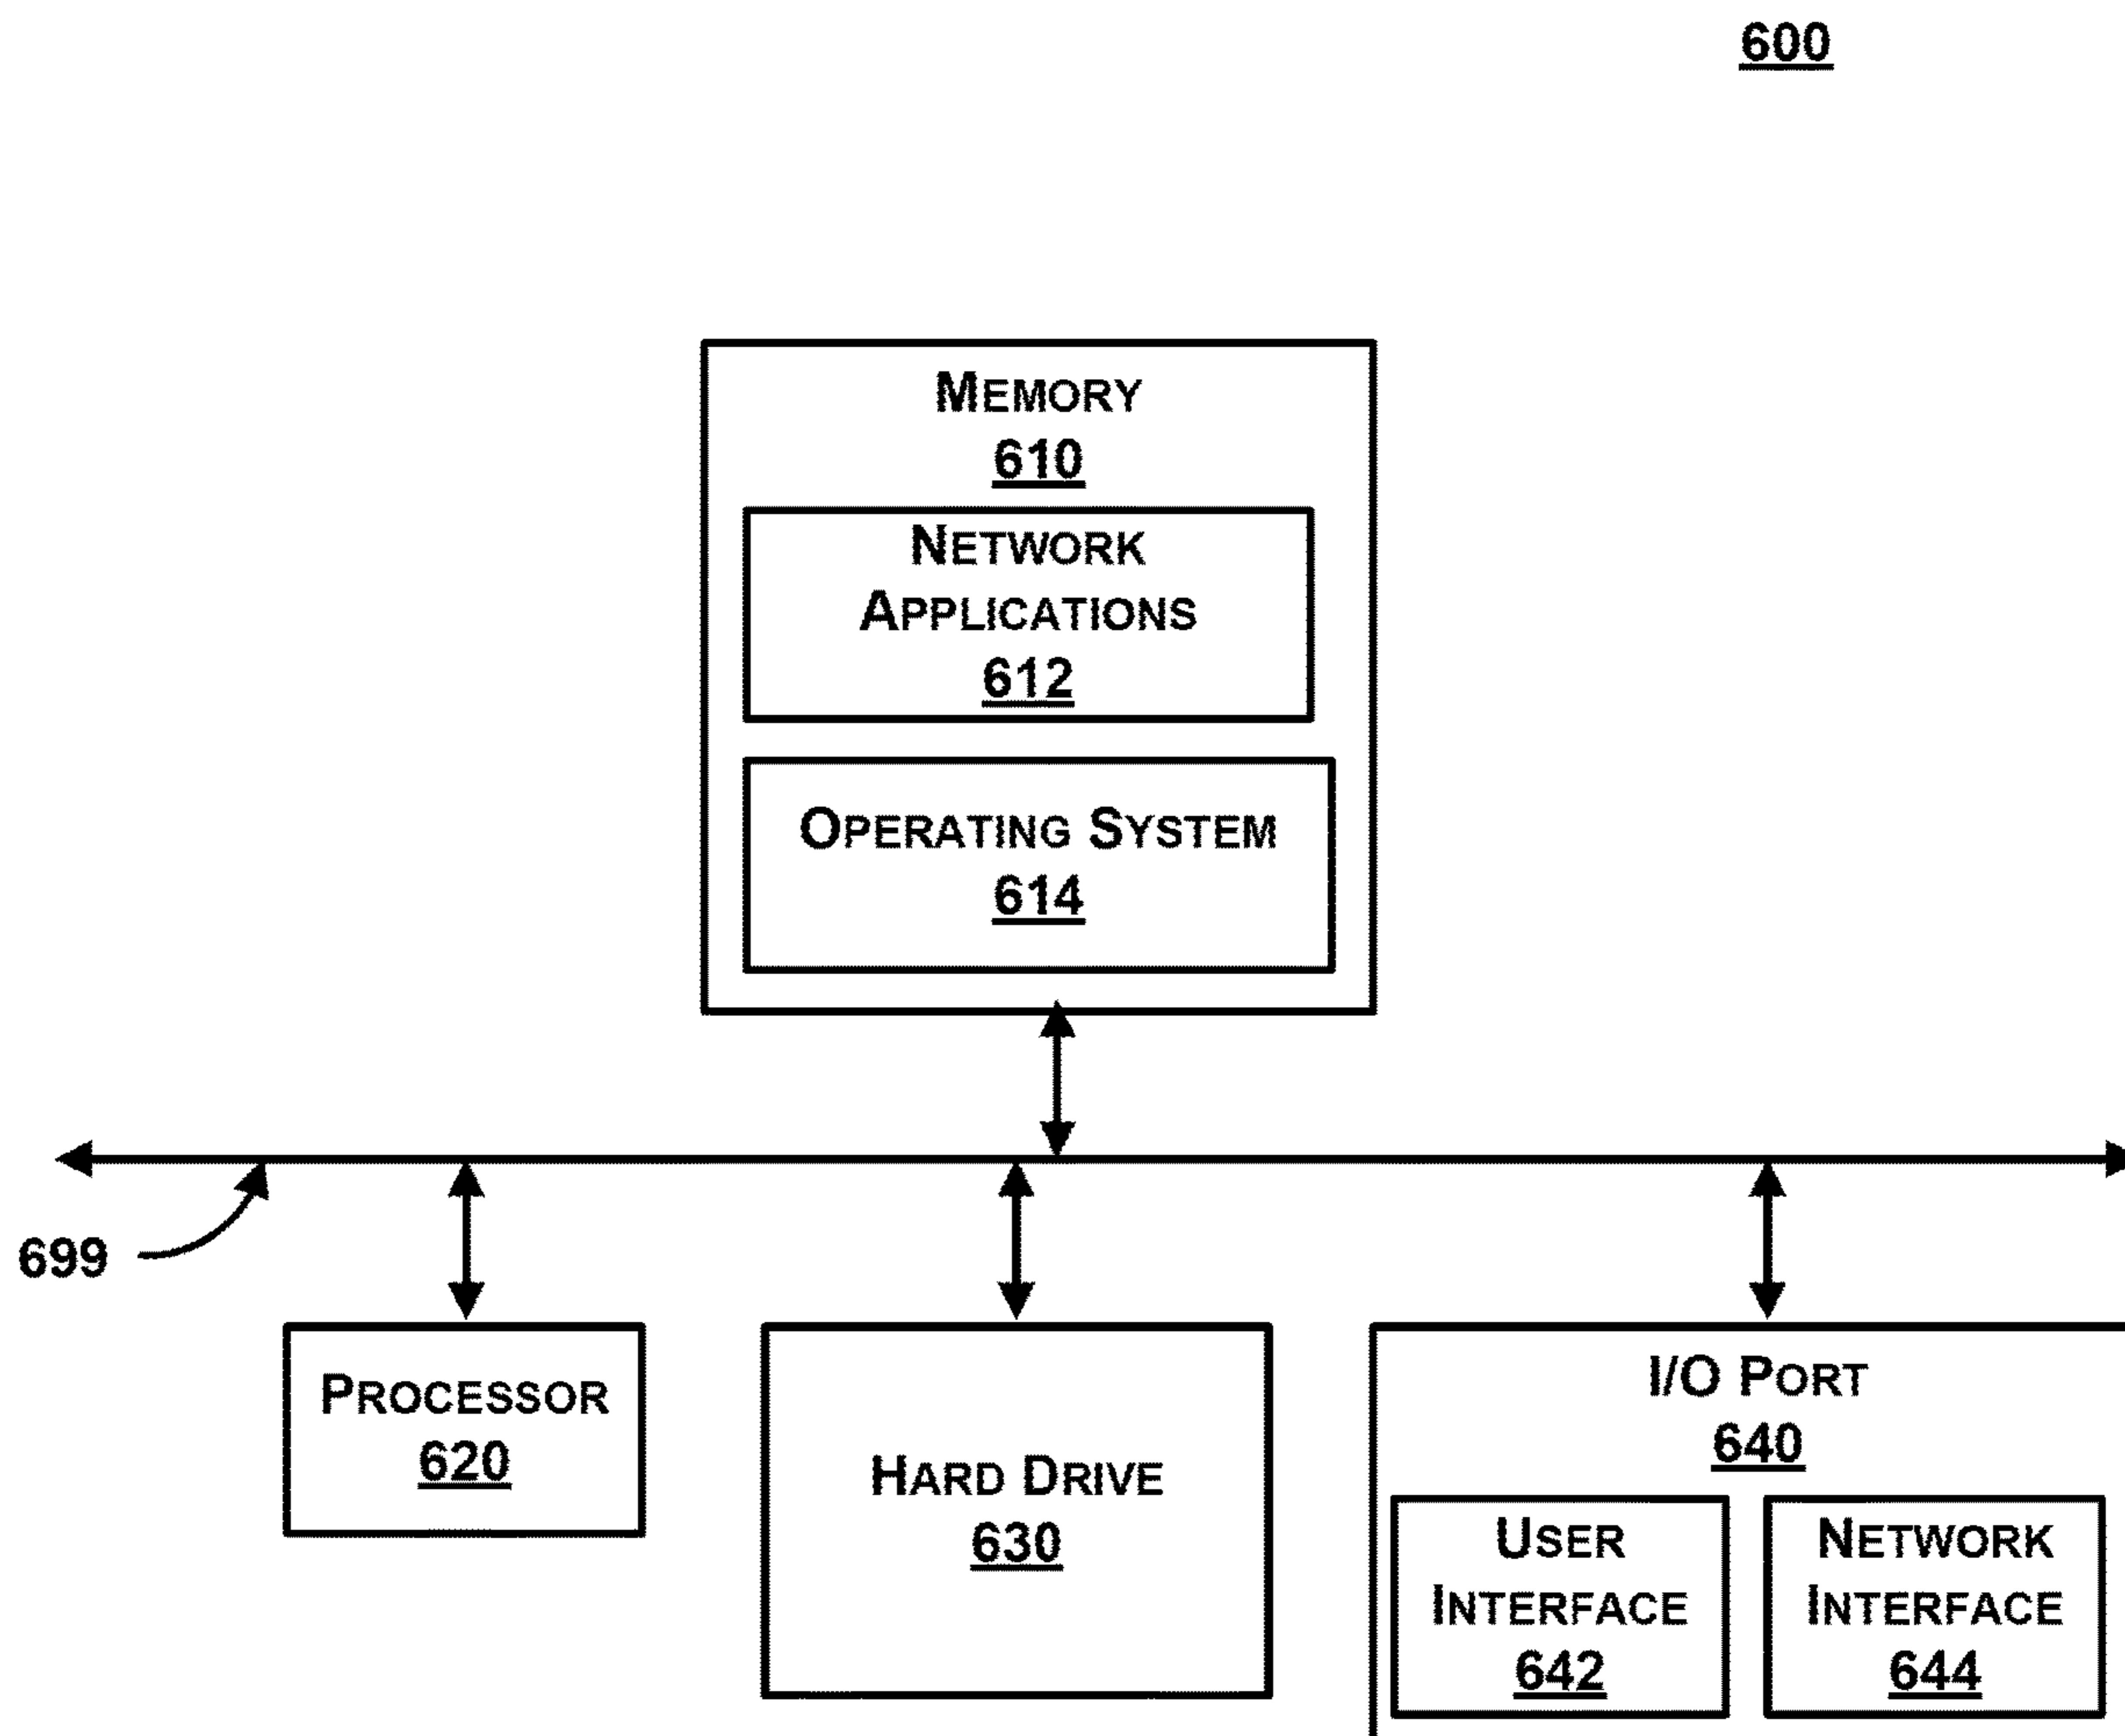 600
MEMORY
610
NETWORK
APPLICATIONS
612
OPERATING SYSTEM
614
699
PROCESSOR
620
HARD DRIVE
630
I/O PORT
640
USER
INTERFACE
642
NETWORK
INTERFACE
644